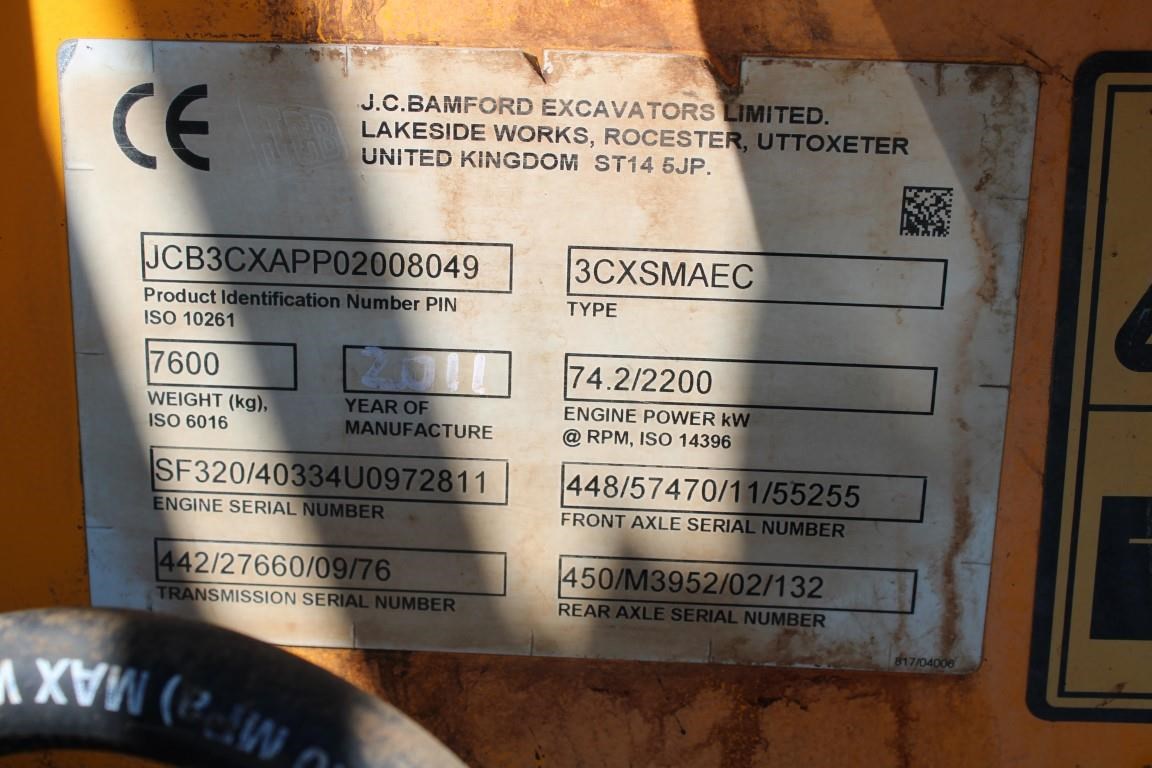 CE
JCB
J.C.BAMFORD EXCAVATORS LIMITED.
LAKESIDE WORKS, ROCESTER, UTTOXETER
UNITED KINGDOM ST14 5JP.
JCB3CXAPP02008049
Product Identification Number PIN
ISO 10261
3CXSMAEC
TYPE
7600
WEIGHT (kg),
ISO 6016
2011
YEAR OF
MANUFACTURE
74.2/2200
ENGINE POWER kW
@ RPM, ISO 14396
SF320/40334U0972811
ENGINE SERIAL NUMBER
448/57470/11/55255
FRONT AXLE SERIAL NUMBER
442/27660/09/76
TRANSMISSION SERIAL NUMBER
450/M3952/02/132
REAR AXLE SERIAL NUMBER
817/04006
MPa) MAX